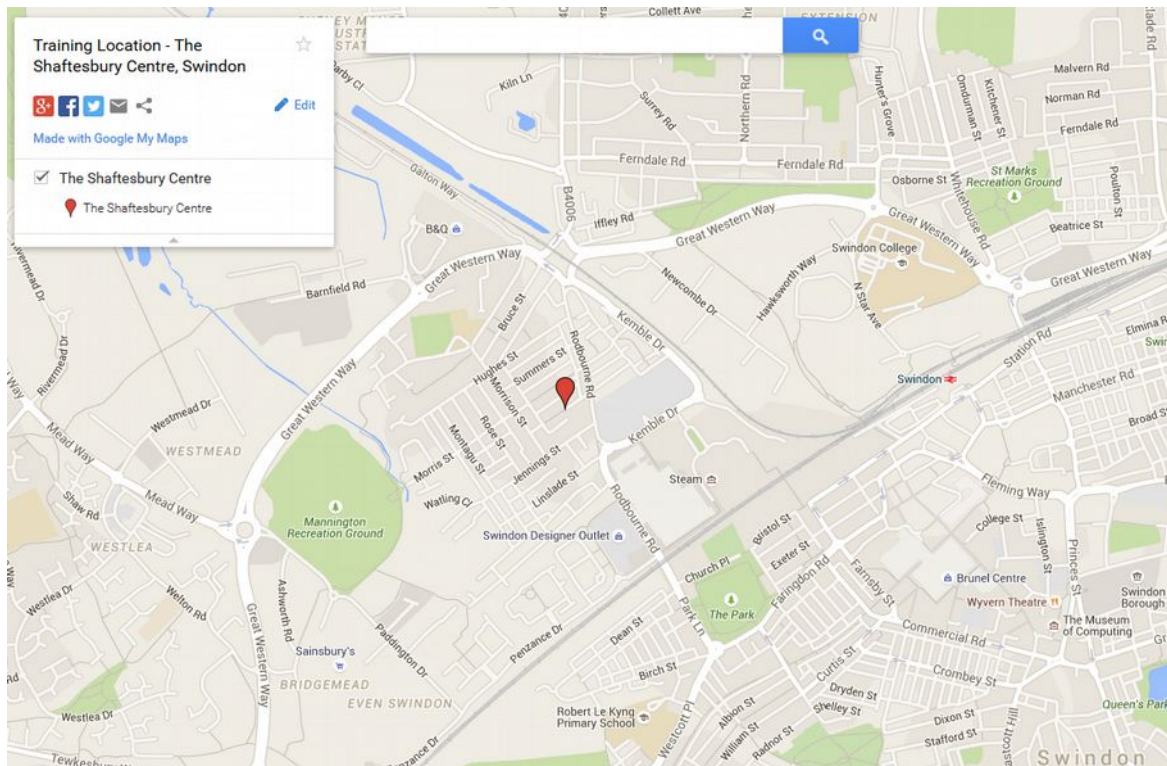 Training Location - The
Shaftesbury Centre, Swindon
Edit
Made with Google My Maps
The Shaftesbury Centre
The Shaftesbury Centre
Collett Ave
EXTENSION
B4006
Kiln Ln
Surrey Rd
Northern Rd
Hunter's Grove
Omdurman St
Kitchener St
Malvern Rd
Norman Rd
Ferndale Rd
Ferndale Rd
Ferndale Rd
Galton Way
Osborne St
St Marks
Recreation Ground
Whitehouse Rd
Poulton St
Beatrice St
Iffley Rd
Great Western Way
Great Western Way
Great Western Way
B&Q
Great Western Way
Swindon College
N Star Ave
Newcombe Dr
Hawksworth Way
Rivermead Dr
Rivermead Dr
Barnfield Rd
Bruce St
Kemble Dr
Rodbourne Rd
Station Rd
Elmina R
Hughes St
Summers St
Morrison St
Great Western Way
Swindon
Manchester Rd
Westmead Dr
Mead Way
WESTMEAD
Rose St
Montagu St
Morris St
Jennings St
Linslade St
Kemble Dr
Broad S
Watling Cl
Steam
Fleming Way
Mead Way
Shaw Rd
Mannington
Recreation Ground
Rodbourne Rd
Bristol St
Exeter St
College St
Islington St
Princes St
WESTLEA
Swindon Designer Outlet
Church Pl
Faringdon Rd
Farnsby St
Brunel Centre
Swindon
Borough
Westlea Dr
Welton Rd
Ashworth Rd
Great Western Way
The Park
Park Ln
Wyvern Theatre
The Museum
of Computing
Paddington Dr
Penzance Dr
Dean St
Commercial Rd
Sainsbury's
Birch St
Curtis St
Crombey St
BRIDGEMEAD
EVEN SWINDON
Dryden St
Shelley St
Queen's Park
Robert Le Kyng
Primary School
Westcott Pl
Albion St
William St
Radnor St
Dixon St
Stafford St
Westlea Dr
Swindon